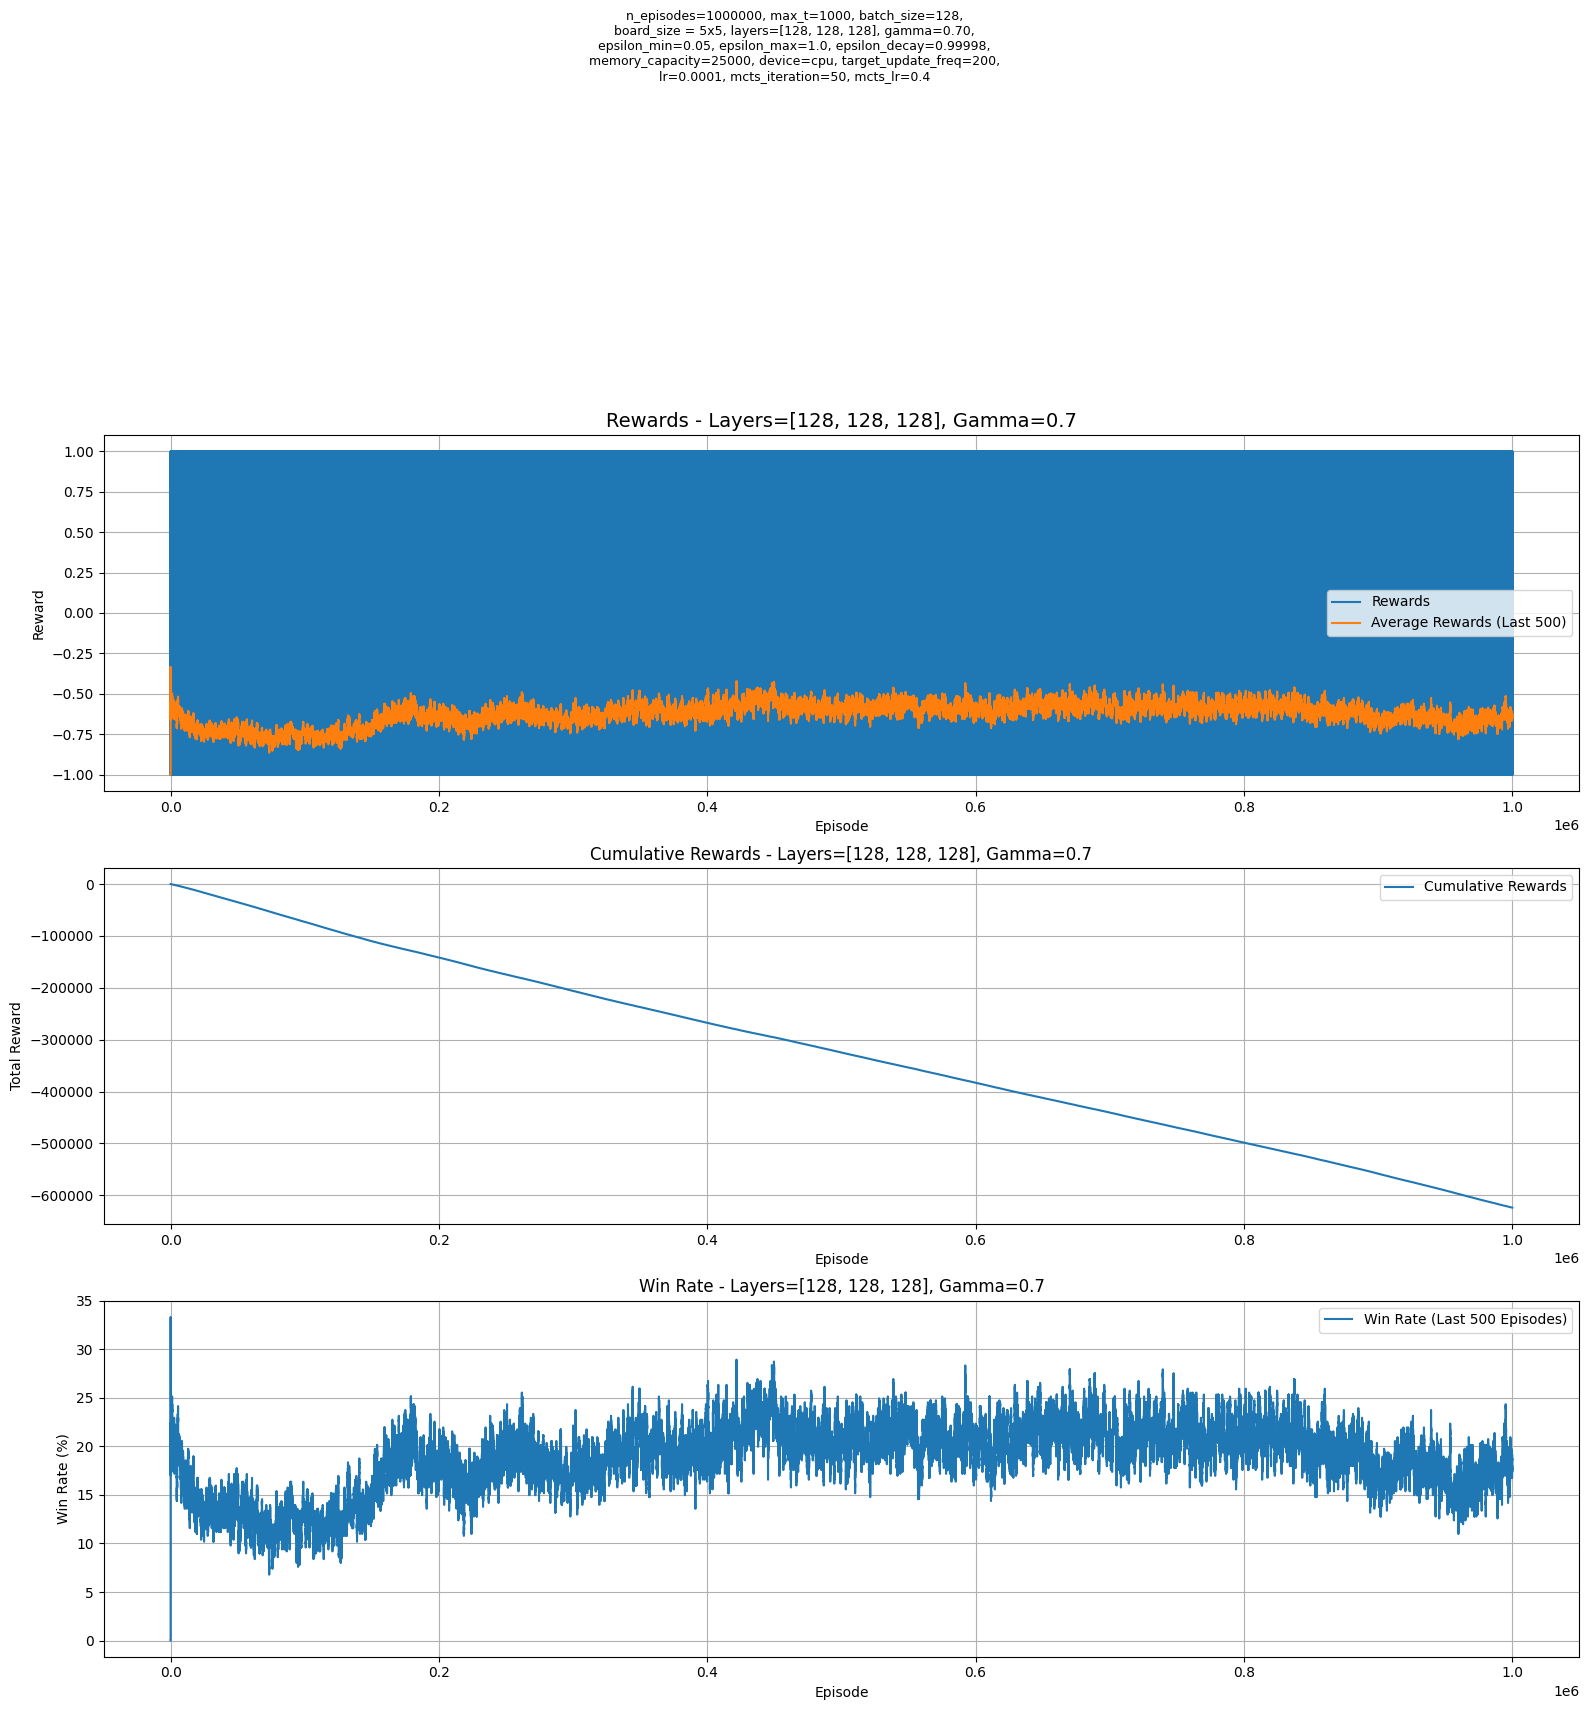 n_episodes=1000000, max_t=1000, batch_size=128,
board_size = 5x5, layers=[128, 128, 128], gamma=0.70,
epsilon_min=0.05, epsilon_max=1.0, epsilon_decay=0.99998,
memory_capacity=25000, device=cpu, target_update_freq=200,
lr=0.0001, mcts_iteration=50, mcts_lr=0.4
Rewards - Layers=[128, 128, 128], Gamma=0.7
1.00
0.75
0.50
0.25
0.00
−0.25
−0.50
−0.75
−1.00
Reward
Rewards
Average Rewards (Last 500)
0.0
0.2
0.4
0.6
0.8
1.0
1e6
Episode
Cumulative Rewards - Layers=[128, 128, 128], Gamma=0.7
0
−100000
−200000
−300000
−400000
−500000
−600000
Total Reward
Cumulative Rewards
0.0
0.2
0.4
0.6
0.8
1.0
1e6
Episode
Win Rate - Layers=[128, 128, 128], Gamma=0.7
35
30
25
20
15
10
5
0
Win Rate (%)
Win Rate (Last 500 Episodes)
0.0
0.2
0.4
0.6
0.8
1.0
1e6
Episode